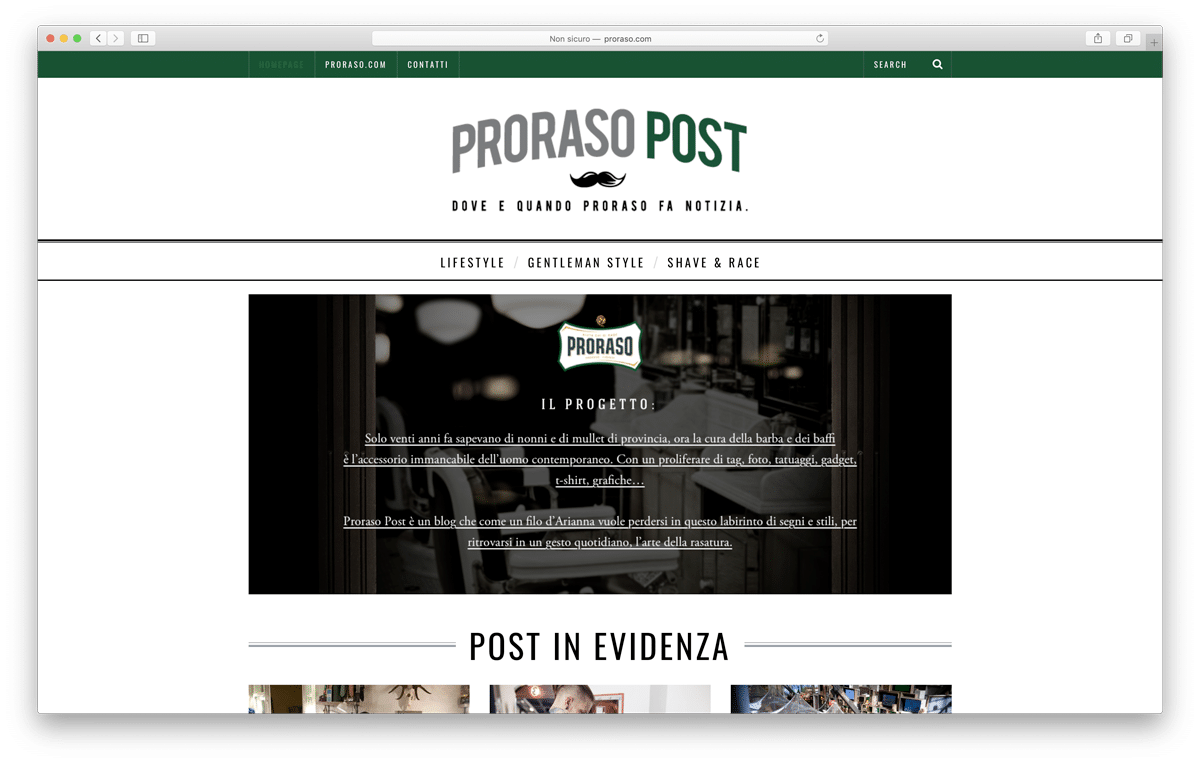 Non sicuro — proraso.com
HOMEPAGE
PRORASO.COM
CONTATTI
SEARCH
PRORASO POST
DOVE E QUANDO PRORASO FA NOTIZIA.
LIFESTYLE / GENTLEMAN STYLE / SHAVE & RACE
PRORASO
IL PROGETTO:
Solo venti anni fa sapevano di nonni e di mullet di provincia, ora la cura della barba e dei baffi
è l’accessorio immancabile dell’uomo contemporaneo. Con un proliferare di tag, foto, tatuaggi, gadget,
t-shirt, grafiche…
Proraso Post è un blog che come un filo d’Arianna vuole perdersi in questo labirinto di segni e stili, per
ritrovarsi in un gesto quotidiano, l’arte della rasatura.
POST IN EVIDENZA